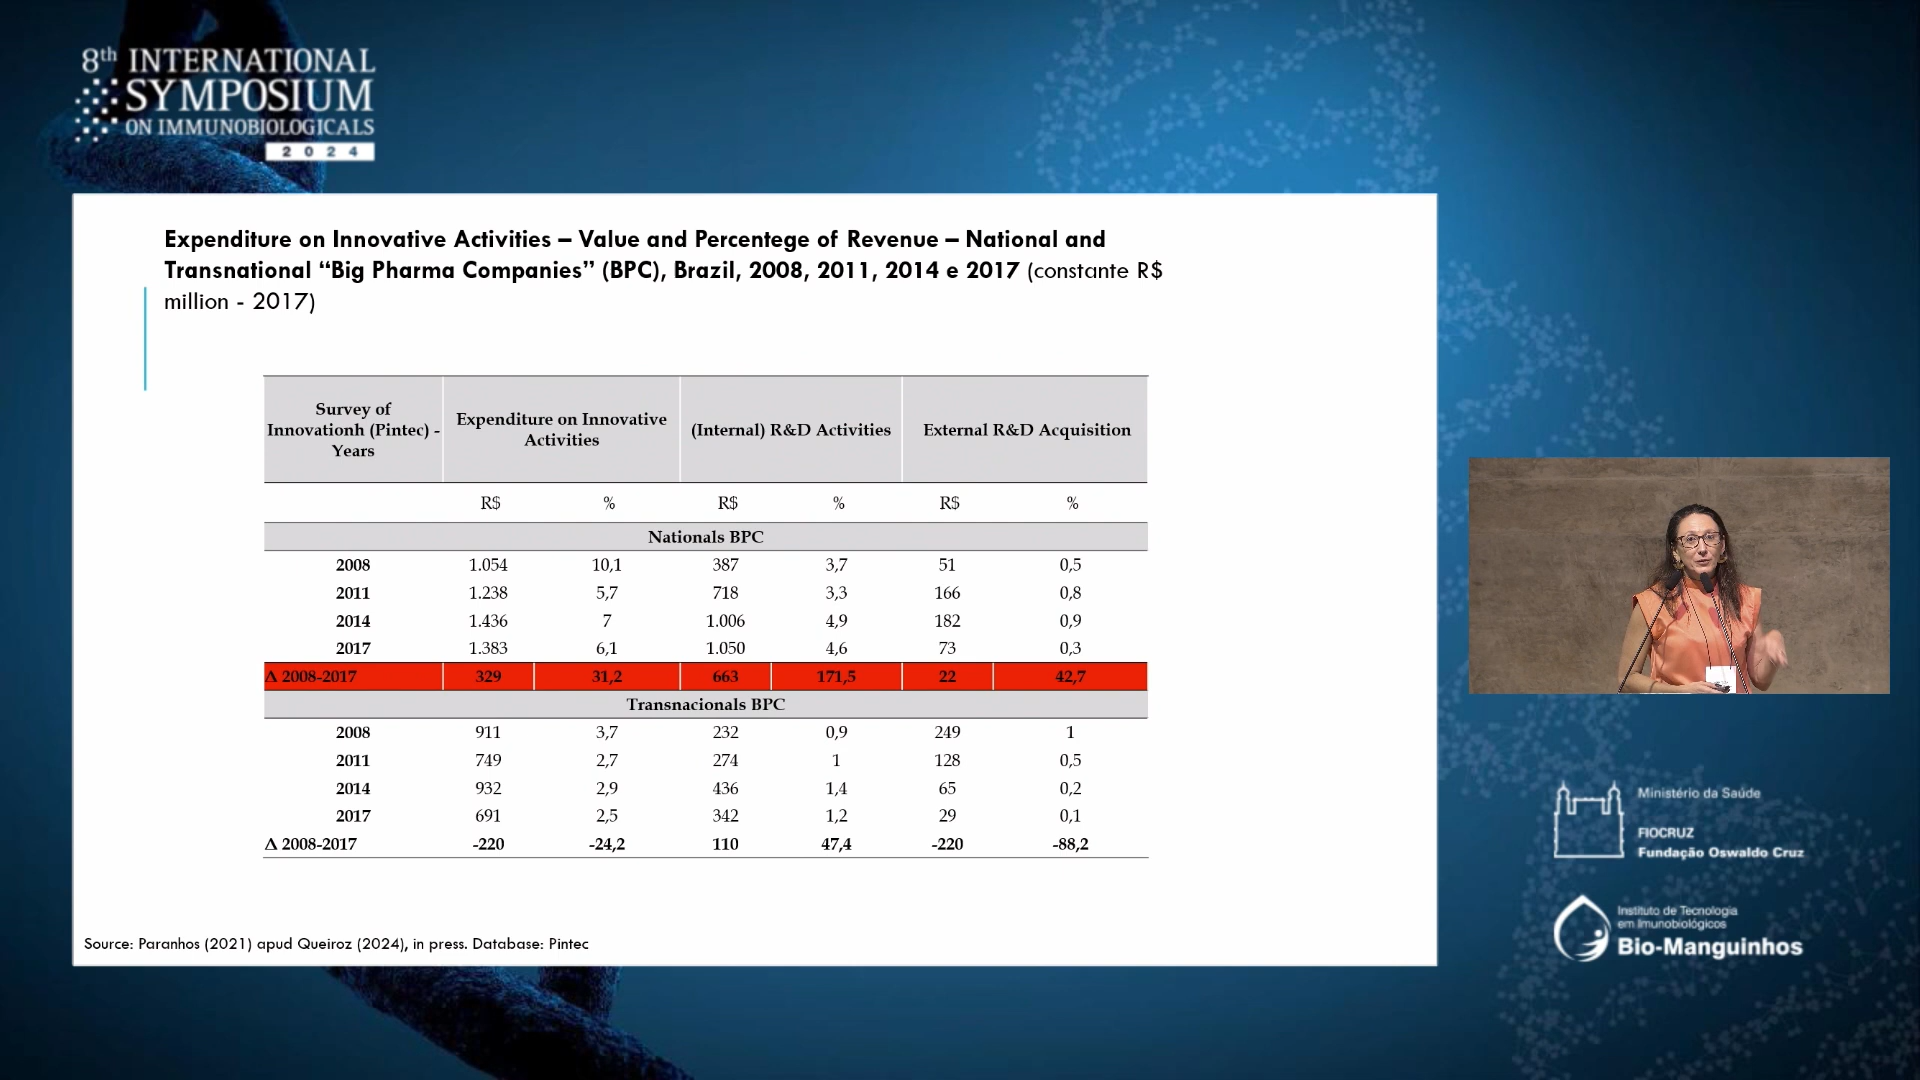 8th INTERNATIONAL
SYMPOSIUM
ON IMMUNOBIOLOGICALS
2024
Expenditure on Innovative Activities – Value and Percentege of Revenue – National and
Transnational “Big Pharma Companies” (BPC), Brazil, 2008, 2011, 2014 e 2017 (constante R$
million - 2017)
Survey of
Innovationh (Pintec) -
Years
Expenditure on Innovative
Activities
(Internal) R&D Activities
External R&D Acquisition
R$ % R$ % R$ %
Nationals BPC
2008 1.054 10,1 387 3,7 51 0,5
2011 1.238 5,7 718 3,3 166 0,8
2014 1.436 7 1.006 4,9 182 0,9
2017 1.383 6,1 1.050 4,6 73 0,3
Δ 2008-2017 329 31,2 663 171,5 22 42,7
Transnacionals BPC
2008 911 3,7 232 0,9 249 1
2011 749 2,7 274 1 128 0,5
2014 932 2,9 436 1,4 65 0,2
2017 691 2,5 342 1,2 29 0,1
Δ 2008-2017 -220 -24,2 110 47,4 -220 -88,2
Source: Paranhos (2021) apud Queiroz (2024), in press. Database: Pintec
Ministério da Saúde
FIOCRUZ
Fundação Oswaldo Cruz
Instituto de Tecnologia
em Imunobiológicos
Bio-Manguinhos